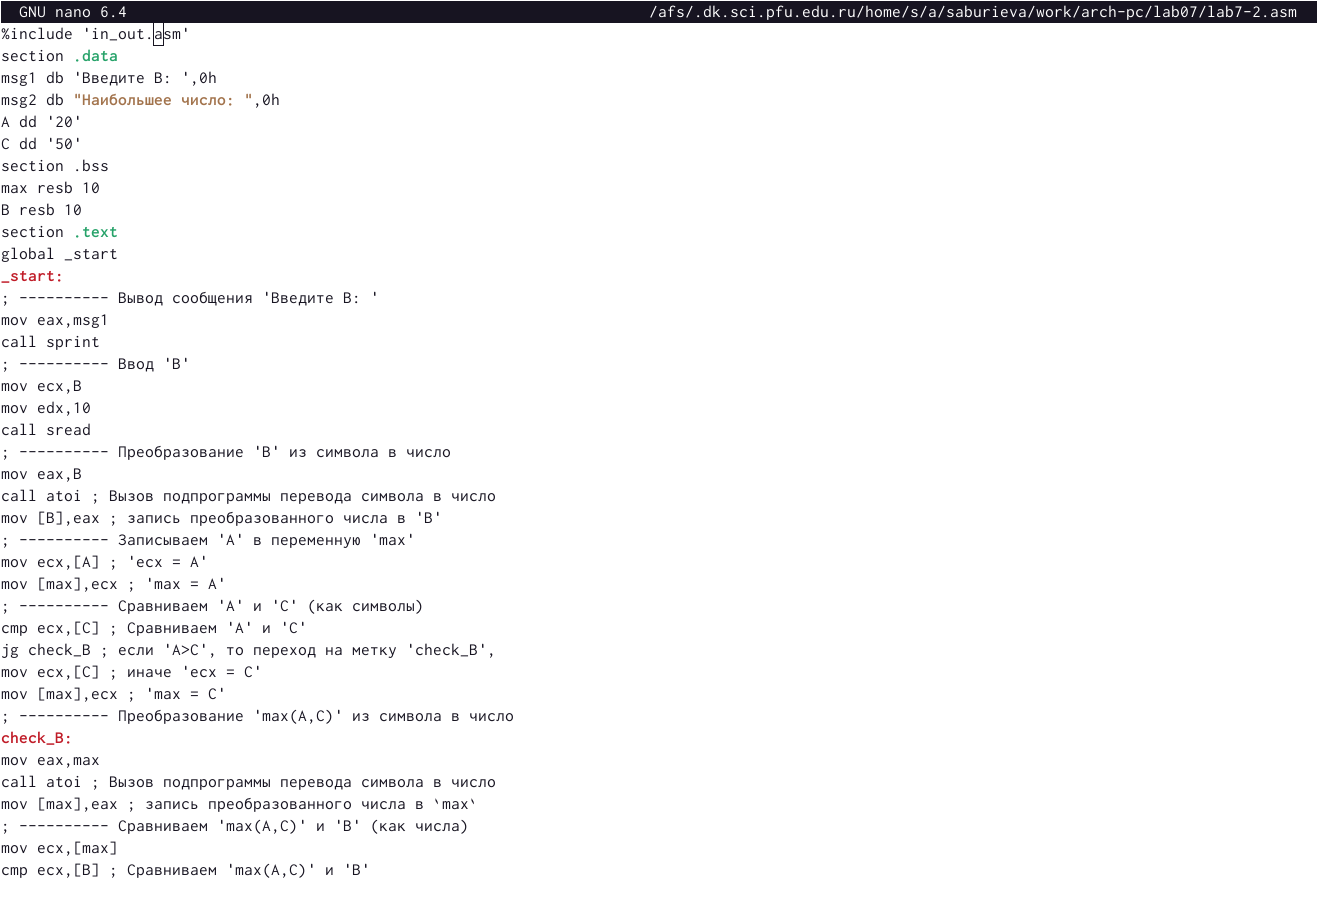 GNU nano 6.4 /afs/.dk.sci.pfu.edu.ru/home/s/a/saburieva/work/arch-pc/lab07/lab7-2.asm
%include 'in_out.asm'
section .data
msg1 db 'Введите B: ',0h
msg2 db "Наибольшее число: ",0h
A dd '20'
C dd '50'
section .bss
max resb 10
B resb 10
section .text
global _start
_start:
; ---------- Вывод сообщения 'Введите B: '
mov eax,msg1
call sprint
; ---------- Ввод 'B'
mov ecx,B
mov edx,10
call sread
; ---------- Преобразование 'B' из символа в число
mov eax,B
call atoi ; Вызов подпрограммы перевода символа в число
mov [B],eax ; запись преобразованного числа в 'B'
; ---------- Записываем 'A' в переменную 'max'
mov ecx,[A] ; 'ecx = A'
mov [max],ecx ; 'max = A'
; ---------- Сравниваем 'A' и 'С' (как символы)
cmp ecx,[C] ; Сравниваем 'A' и 'С'
jg check_B ; если 'A>C', то переход на метку 'check_B',
mov ecx,[C] ; иначе 'ecx = C'
mov [max],ecx ; 'max = C'
; ---------- Преобразование 'max(A,C)' из символа в число
check_B:
mov eax,max
call atoi ; Вызов подпрограммы перевода символа в число
mov [max],eax ; запись преобразованного числа в `max`
; ---------- Сравниваем 'max(A,C)' и 'B' (как числа)
mov ecx,[max]
cmp ecx,[B] ; Сравниваем 'max(A,C)' и 'B'